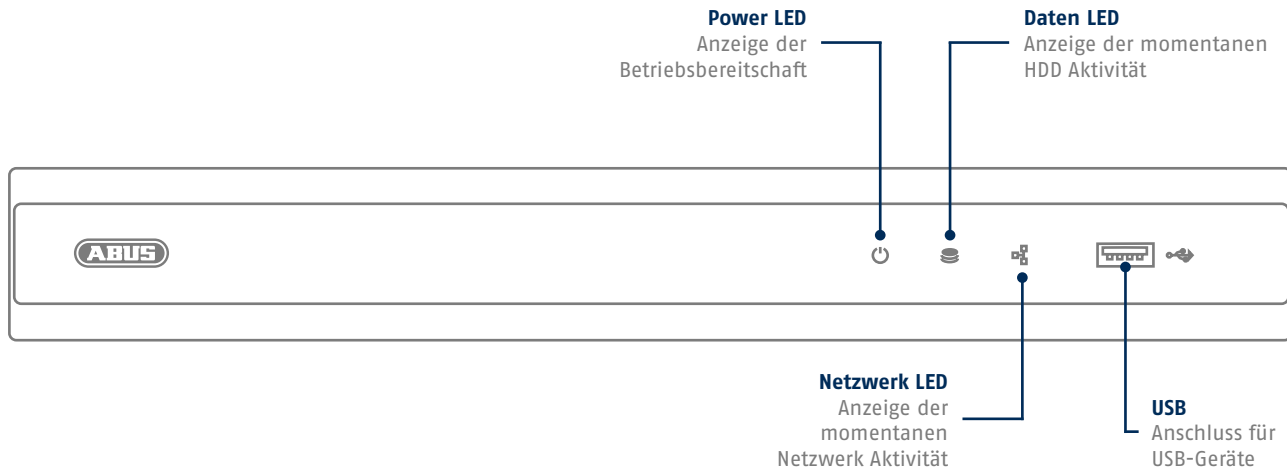 Power LED
Anzeige der
Betriebsbereitschaft
Daten LED
Anzeige der momentanen
HDD Aktivität
ABUS
Netzwerk LED
Anzeige der
momentanen
Netzwerk Aktivität
USB
Anschluss für
USB-Geräte